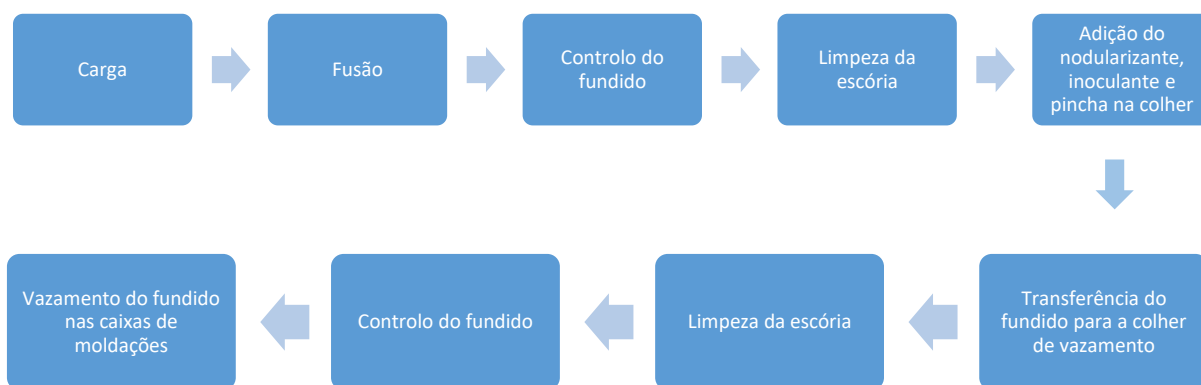 Carga
Fusão
Controlo do
fundido
Limpeza da
escória
Adição do
nodularizante,
inoculante e
pincha na colher
Transferência do
fundido para a colher
de vazamento
Limpeza da escória
Controlo do fundido
Vazamento do fundido
nas caixas de
moldações